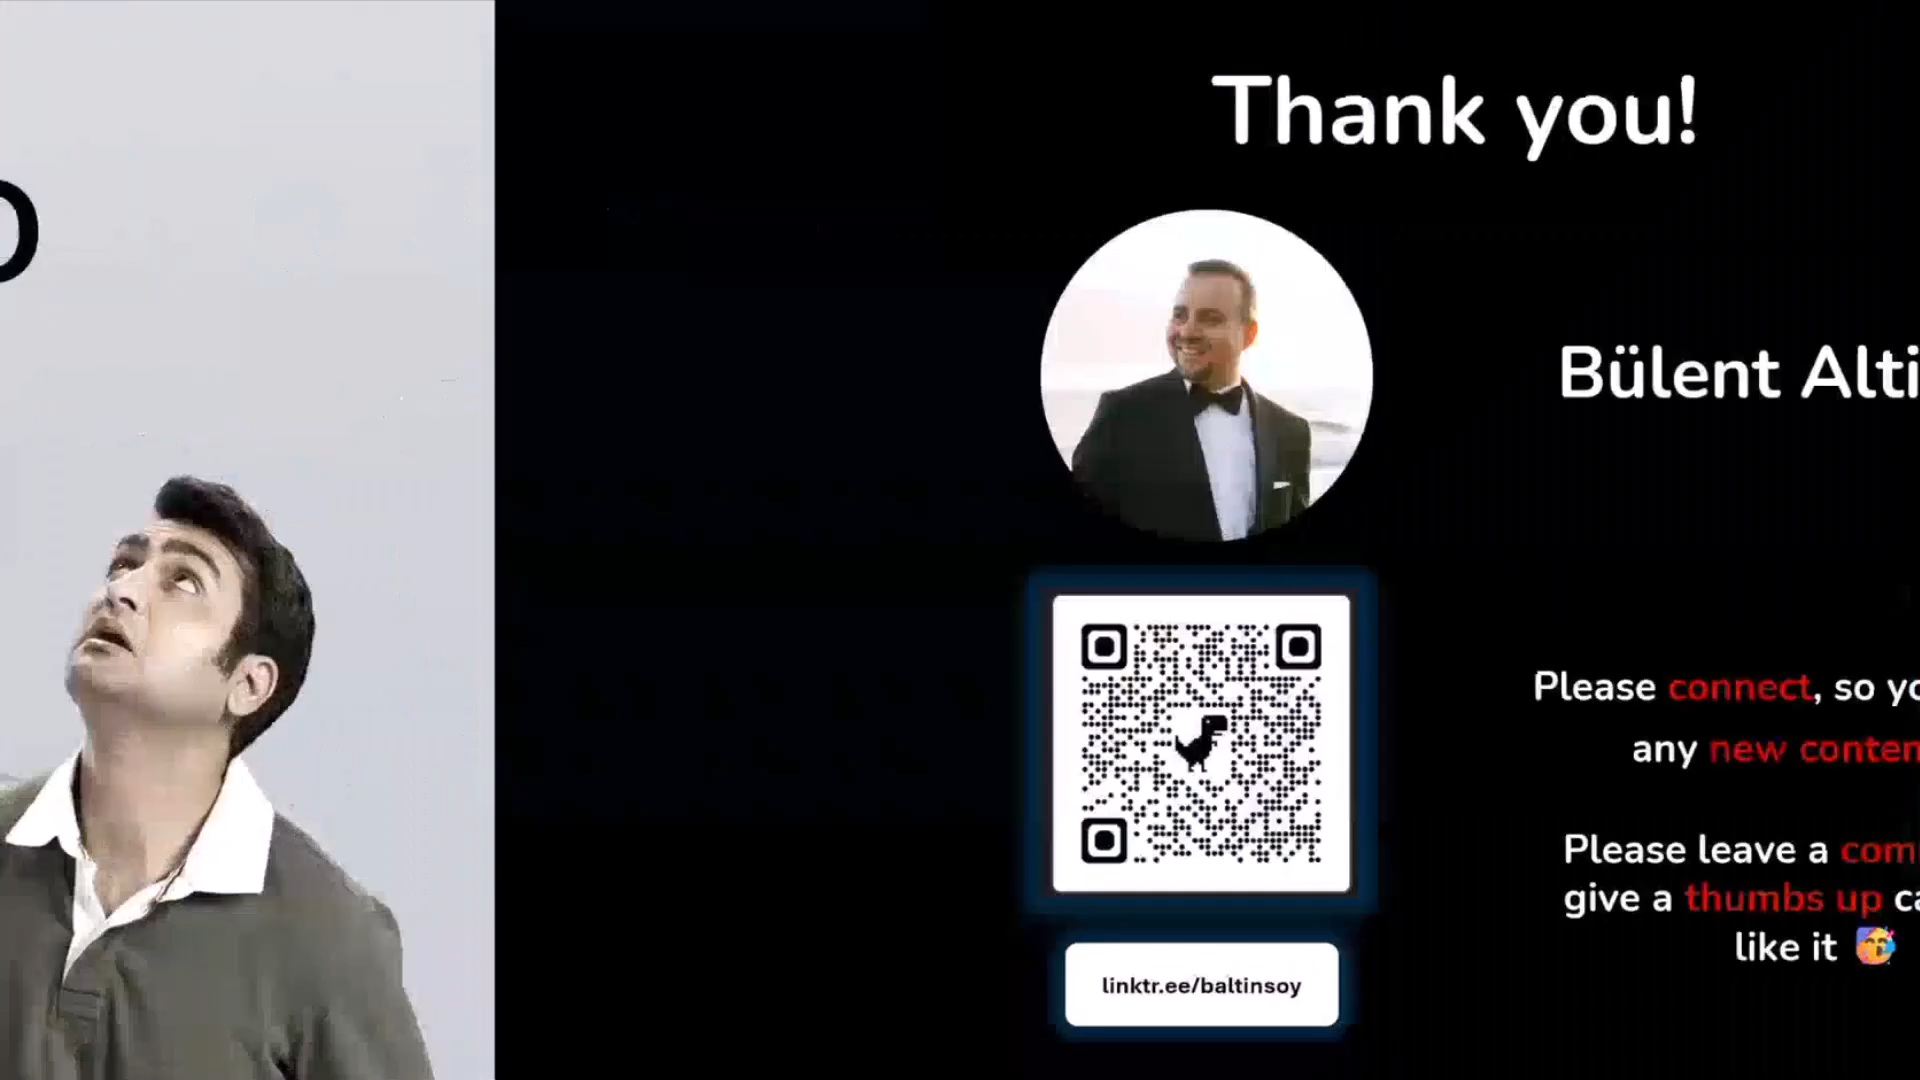 Thank you!
Bülent Alti
Please connect, so yo
any new conten
Please leave a com
give a thumbs up ca
like it 🥳
linktr.ee/baltinsoy